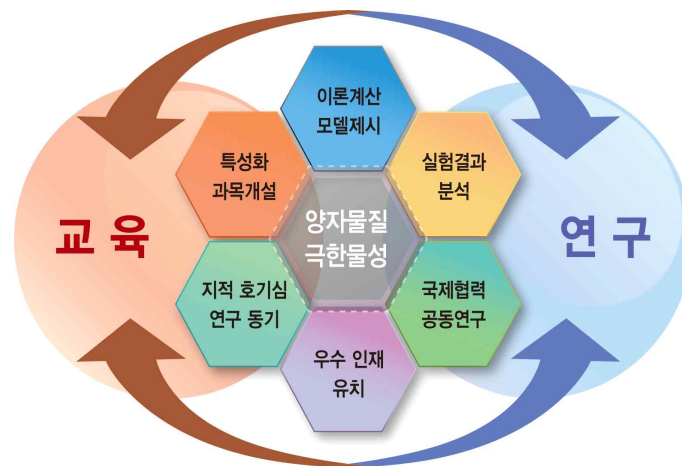 이론계산
모델제시
특성화
과목개설
실험결과
분석
양자물질
극한물성
교육
연구
지적 호기심
연구 동기
국제협력
공동연구
우수 인재
유치